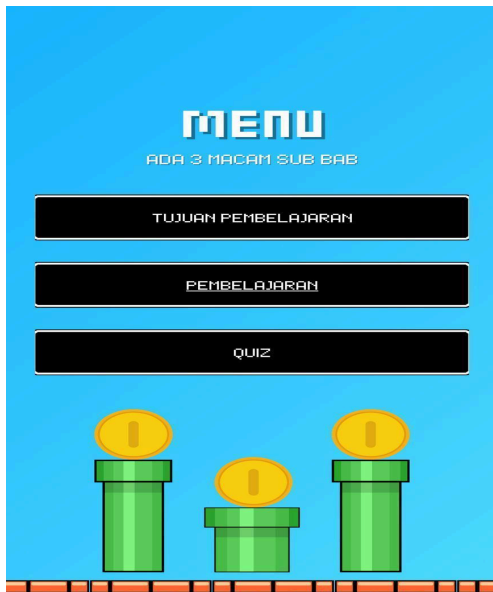 MENU
ADA 3 MACAM SUB BAB
TUJUAN PEMBELAJARAN
PEMBELAJARAN
QUIZ